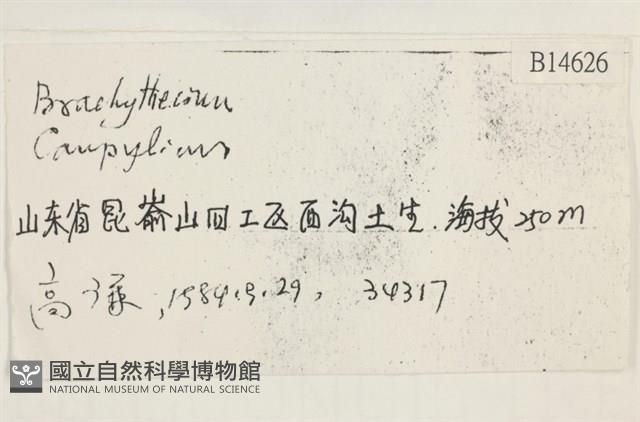 B14626
Brachythecium
Campylium
山东省昆嵛山四工区西沟土生.海拔250m
高谦,1984.5.29, 34317
國立自然科學博物館
NATIONAL MUSEUM OF NATURAL SCIENCE